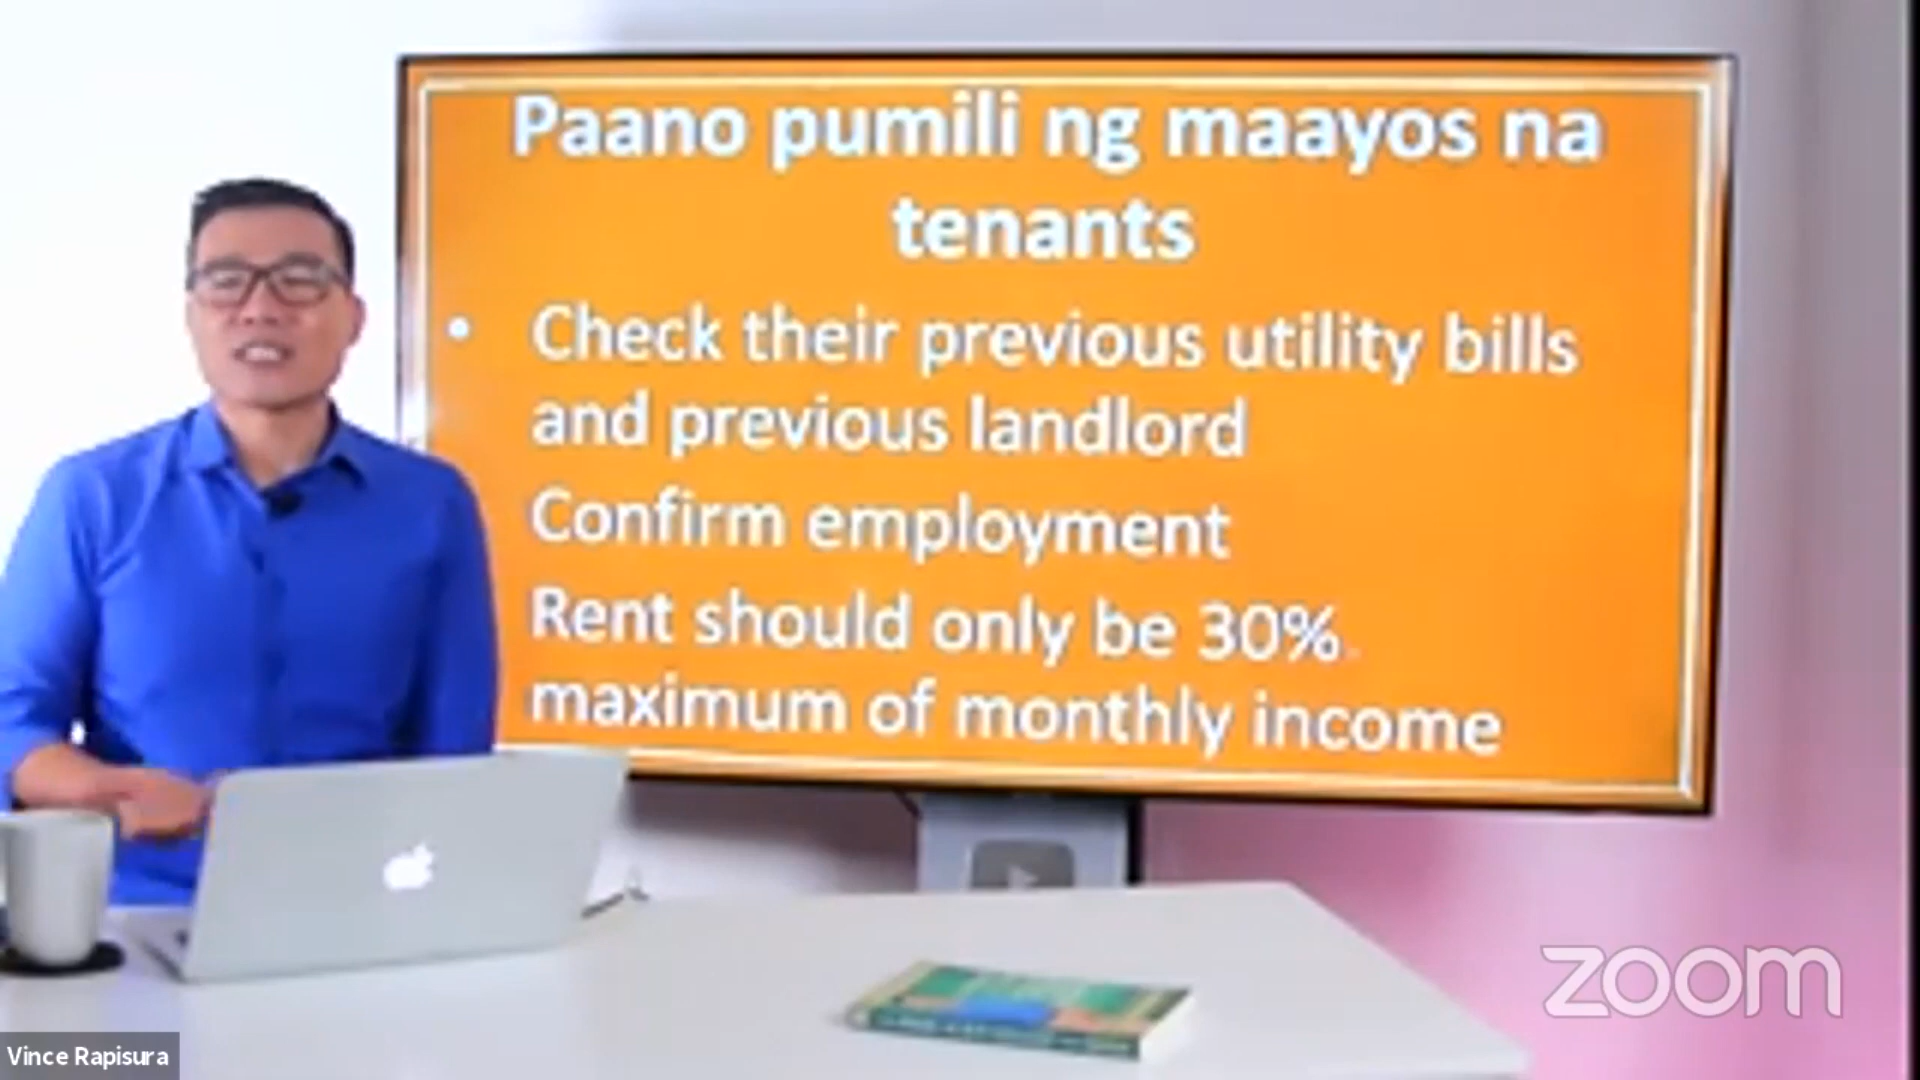 Paano pumili ng maayos na
tenants
• Check their previous utility bills
and previous landlord
Confirm employment
Rent should only be 30%
maximum of monthly income
zoom
Vince Rapisura